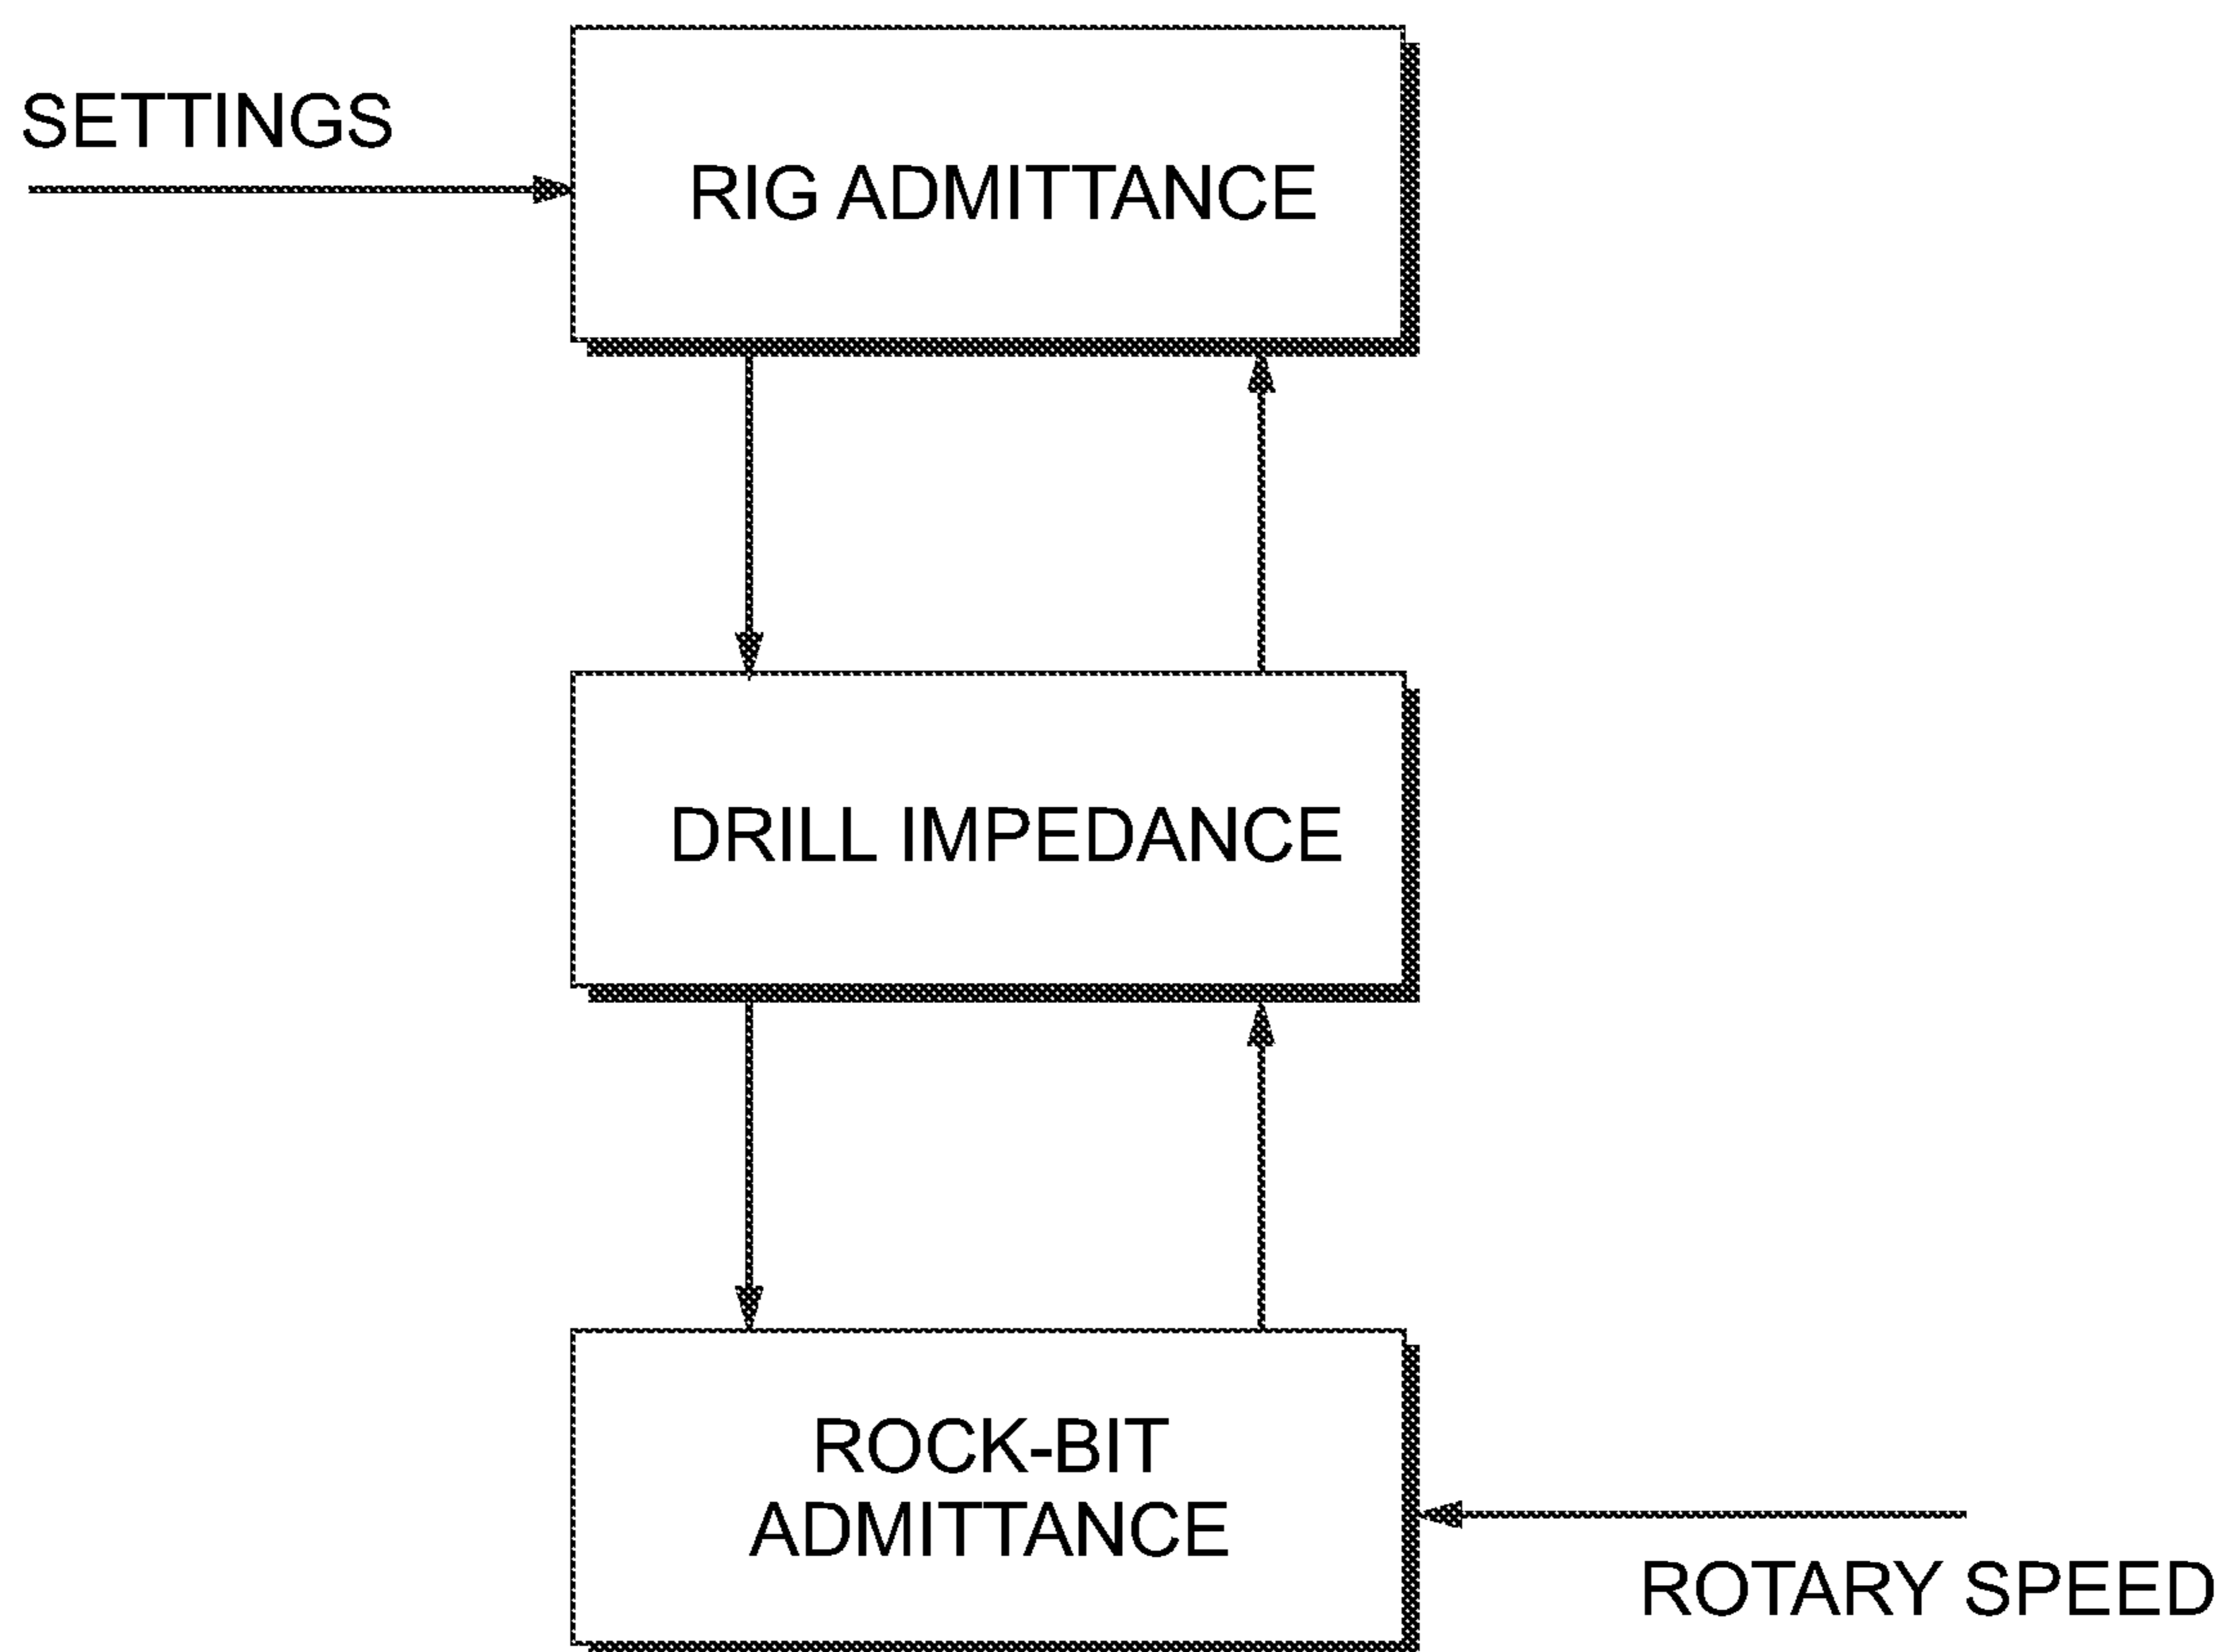 SETTINGS
RIG ADMITTANCE
DRILL IMPEDANCE
ROCK-BIT
ADMITTANCE
ROTARY SPEED